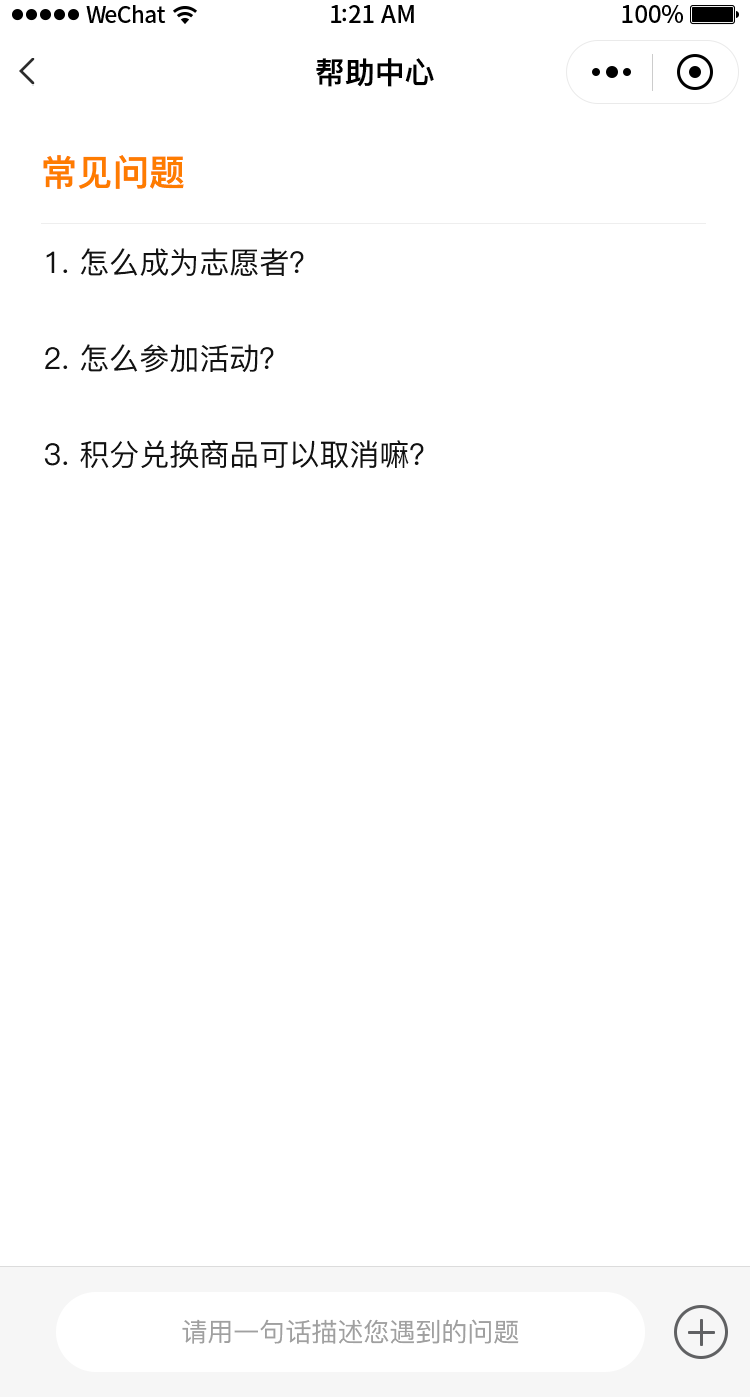 WeChat 1:21 AM 100%
帮助中心
常见问题
1. 怎么成为志愿者?
2. 怎么参加活动?
3. 积分兑换商品可以取消嘛?
请用一句话描述您遇到的问题